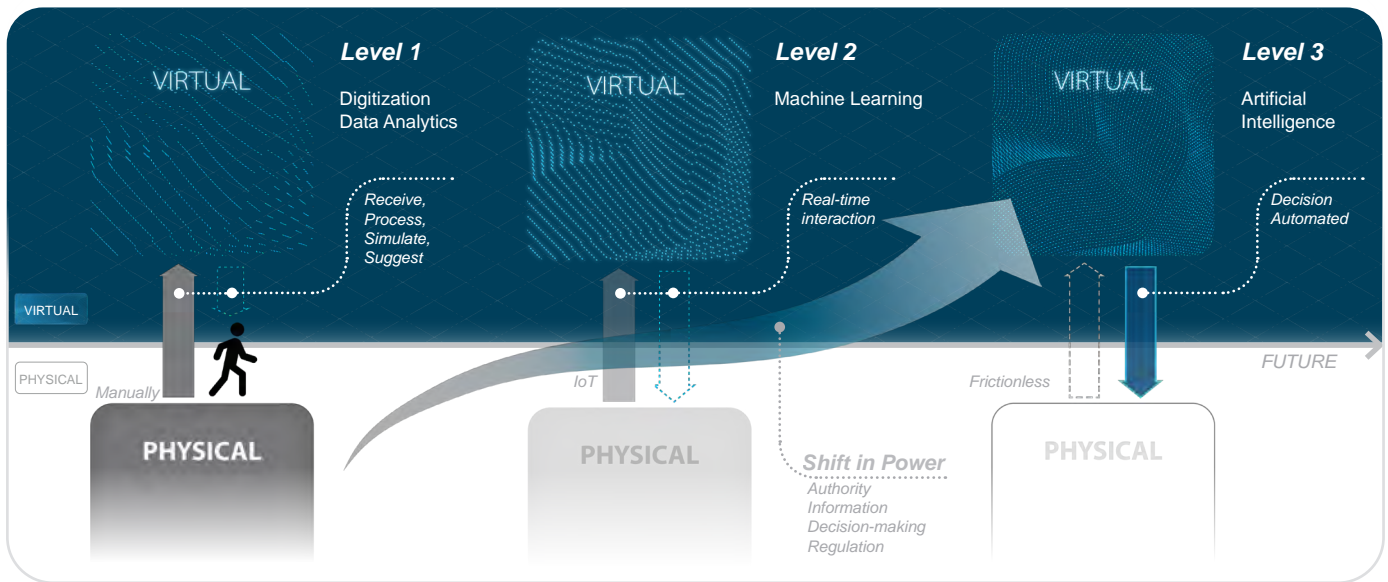 VIRTUAL
Level 1
Digitization
Data Analytics
Receive,
Process,
Simulate,
Suggest
VIRTUAL
Level 2
Machine Learning
Real-time
interaction
VIRTUAL
Level 3
Artificial
Intelligence
Decision
Automated
VIRTUAL
PHYSICAL
FUTURE
Manually
PHYSICAL
IoT
PHYSICAL
Shift in Power
Authority
Information
Decision-making
Regulation
Frictionless
PHYSICAL